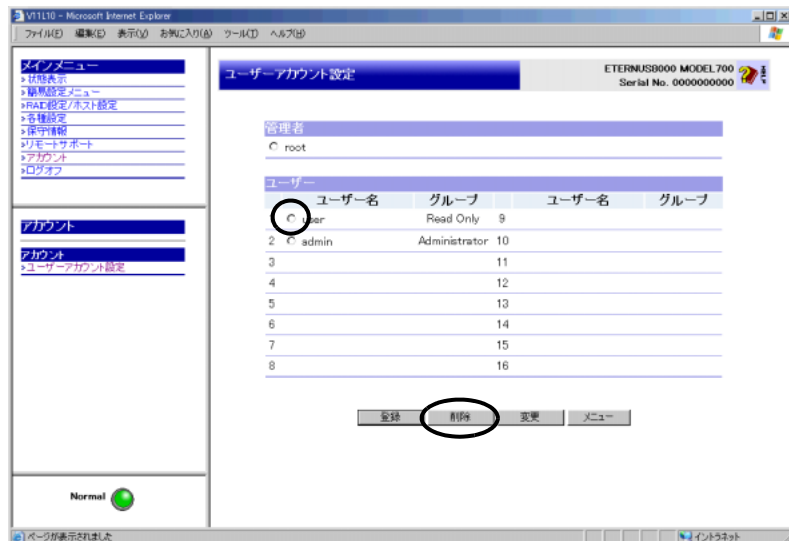 V11L10 - Microsoft Internet Explorer
ファイル(F) 編集(E) 表示(V) お気に入り(A) ツール(T) ヘルプ(H)
メインメニュー
状態表示
簡易設定メニュー
RAID設定/ホスト設定
各種設定
保守情報
リモートサポート
アカウント
ログオフ
アカウント
アカウント
ユーザーアカウント設定
Normal
ユーザーアカウント設定
ETERNUS8000 MODEL700
Serial No. 0000000000
HELP
管理者
root
ユーザー
ユーザー名 グループ ユーザー名 グループ
user Read Only 9
2 admin Administrator 10
3 11
4 12
5 13
6 14
7 15
8 16
登録 削除 変更 メニュー
ページが表示されました イントラネット